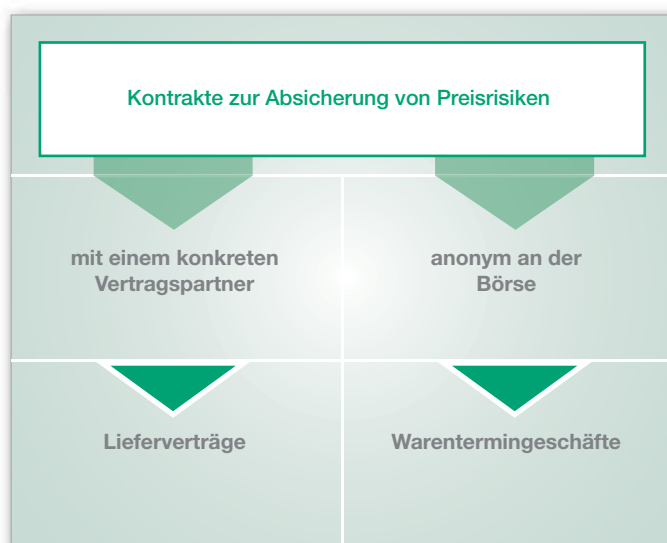 Kontrakte zur Absicherung von Preisrisiken
mit einem konkreten
Vertragspartner
anonym an der
Börse
Lieferverträge
Warentermingeschäfte